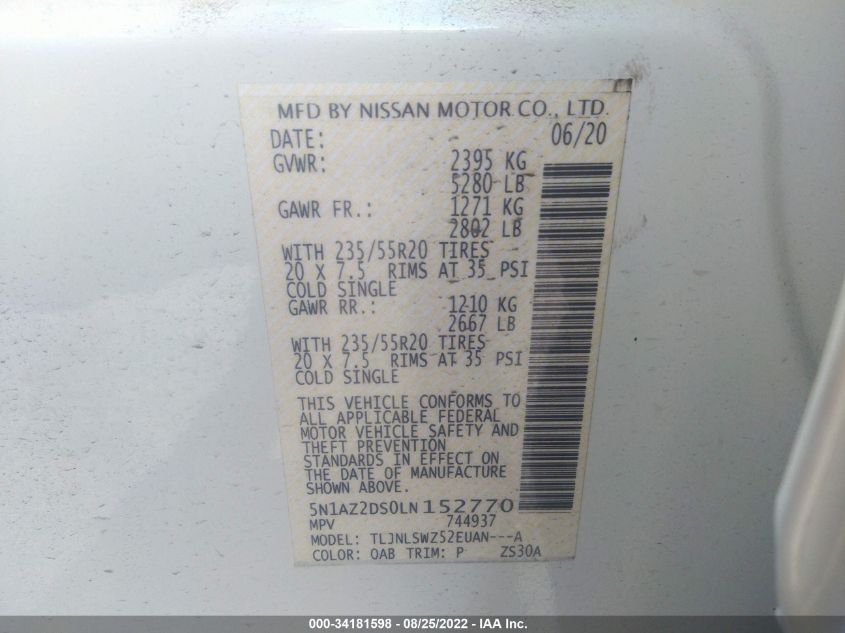 MFD BY NISSAN MOTOR CO., LTD.
DATE: 06/20
GVWR: 2395 KG
5280 LB
GAWR FR.: 1271 KG
2802 LB
WITH 235/55R20 TIRES
20 X 7.5 RIMS AT 35 PSI
COLD SINGLE
GAWR RR.: 1210 KG
2667 LB
WITH 235/55R20 TIRES
20 X 7.5 RIMS AT 35 PSI
COLD SINGLE
THIS VEHICLE CONFORMS TO
ALL APPLICABLE FEDERAL
MOTOR VEHICLE SAFETY AND
THEFT PREVENTION
STANDARDS IN EFFECT ON
THE DATE OF MANUFACTURE
SHOWN ABOVE.
5N1AZ2DS0LN152770
MPV 744937
MODEL: TLJNLSWZ52EUAN---A
COLOR: QAB TRIM: P ZS30A
000-34181598 - 08/25/2022 - IAA Inc.